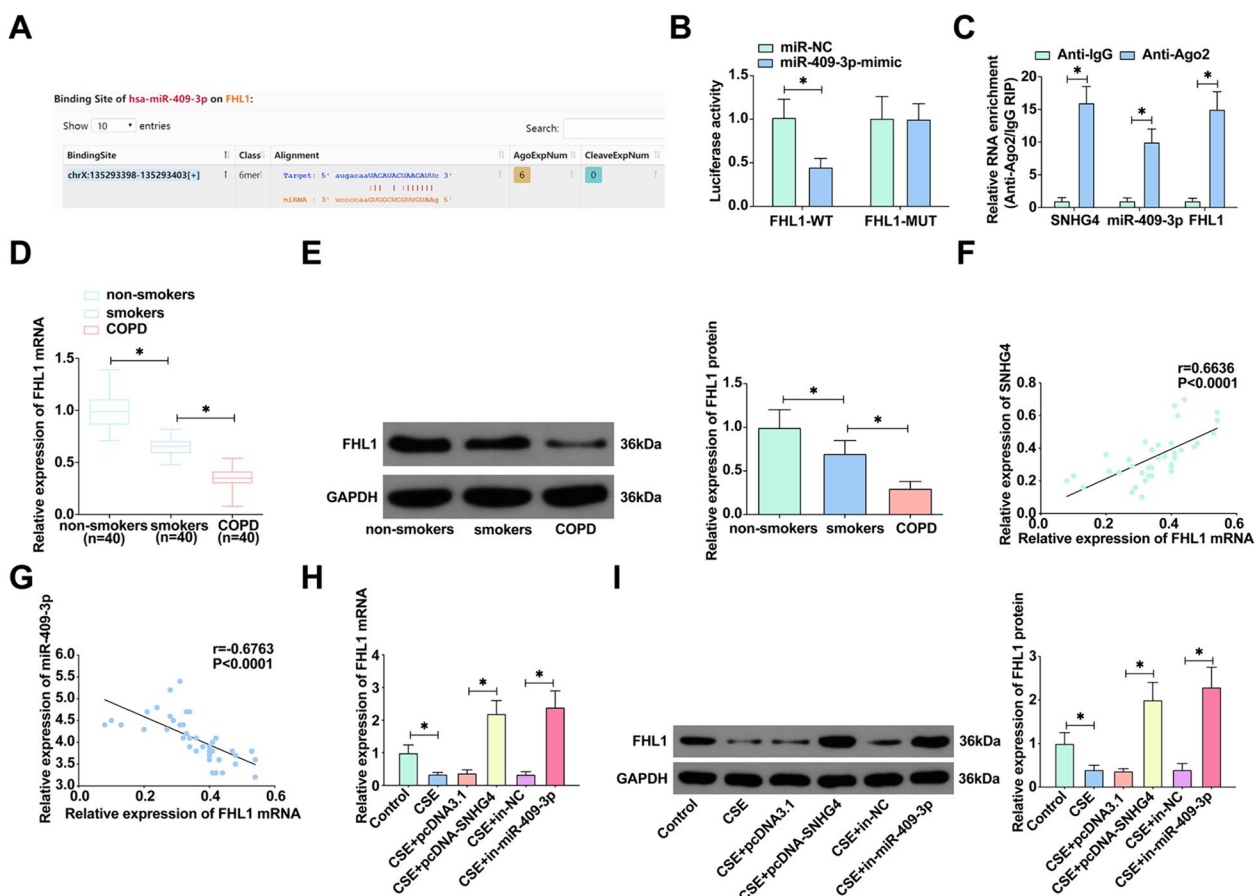 A
Binding Site of hsa-miR-409-3p on FHL1:
Show 10 entries
Search:
BindingSite Class Alignment AgoExpNum CleaveExpNum
chrX:135293398-135293403[+] 6mer Target: 5' augacaaUACAUACUAACAUUc 3' 6 0
miRNA : 3' uccccaaGUGGCUCGUUGUAAg 5'
B
miR-NC
miR-409-3p-mimic
Luciferase activity
1.5
1.0
0.5
0.0
*
FHL1-WT FHL1-MUT
C
Anti-IgG Anti-Ago2
Relative RNA enrichment
(Anti-Ago2/IgG RIP)
20
15
10
5
0
* * *
SNHG4 miR-409-3p FHL1
D
non-smokers
smokers
COPD
Relative expression of FHL1 mRNA
1.5
1.0
0.5
0.0
* *
non-smokers smokers COPD
(n=40) (n=40) (n=40)
E
FHL1 36kDa
GAPDH 36kDa
non-smokers smokers COPD
Relative expression of FHL1 protein
1.5
1.0
0.5
0.0
* *
non-smokers smokers COPD
F
Relative expression of SNHG4
r=0.6636
P<0.0001
0.8
0.6
0.4
0.2
0.0
0.0 0.2 0.4 0.6
Relative expression of FHL1 mRNA
G
Relative expression of miR-409-3p
r=-0.6763
P<0.0001
6.0
5.5
5.0
4.5
4.0
3.5
3.0
0.0 0.2 0.4 0.6
Relative expression of FHL1 mRNA
H
Relative expression of FHL1 mRNA
4
3
2
1
0
* * *
Control
CSE
CSE+pcDNA3.1
CSE+pcDNA-SNHG4
CSE+in-NC
CSE+in-miR-409-3p
I
FHL1 36kDa
GAPDH 36kDa
Control
CSE
CSE+pcDNA3.1
CSE+pcDNA-SNHG4
CSE+in-NC
CSE+in-miR-409-3p
Relative expression of FHL1 protein
3
2
1
0
* * *
Control
CSE
CSE+pcDNA3.1
CSE+pcDNA-SNHG4
CSE+in-NC
CSE+in-miR-409-3p